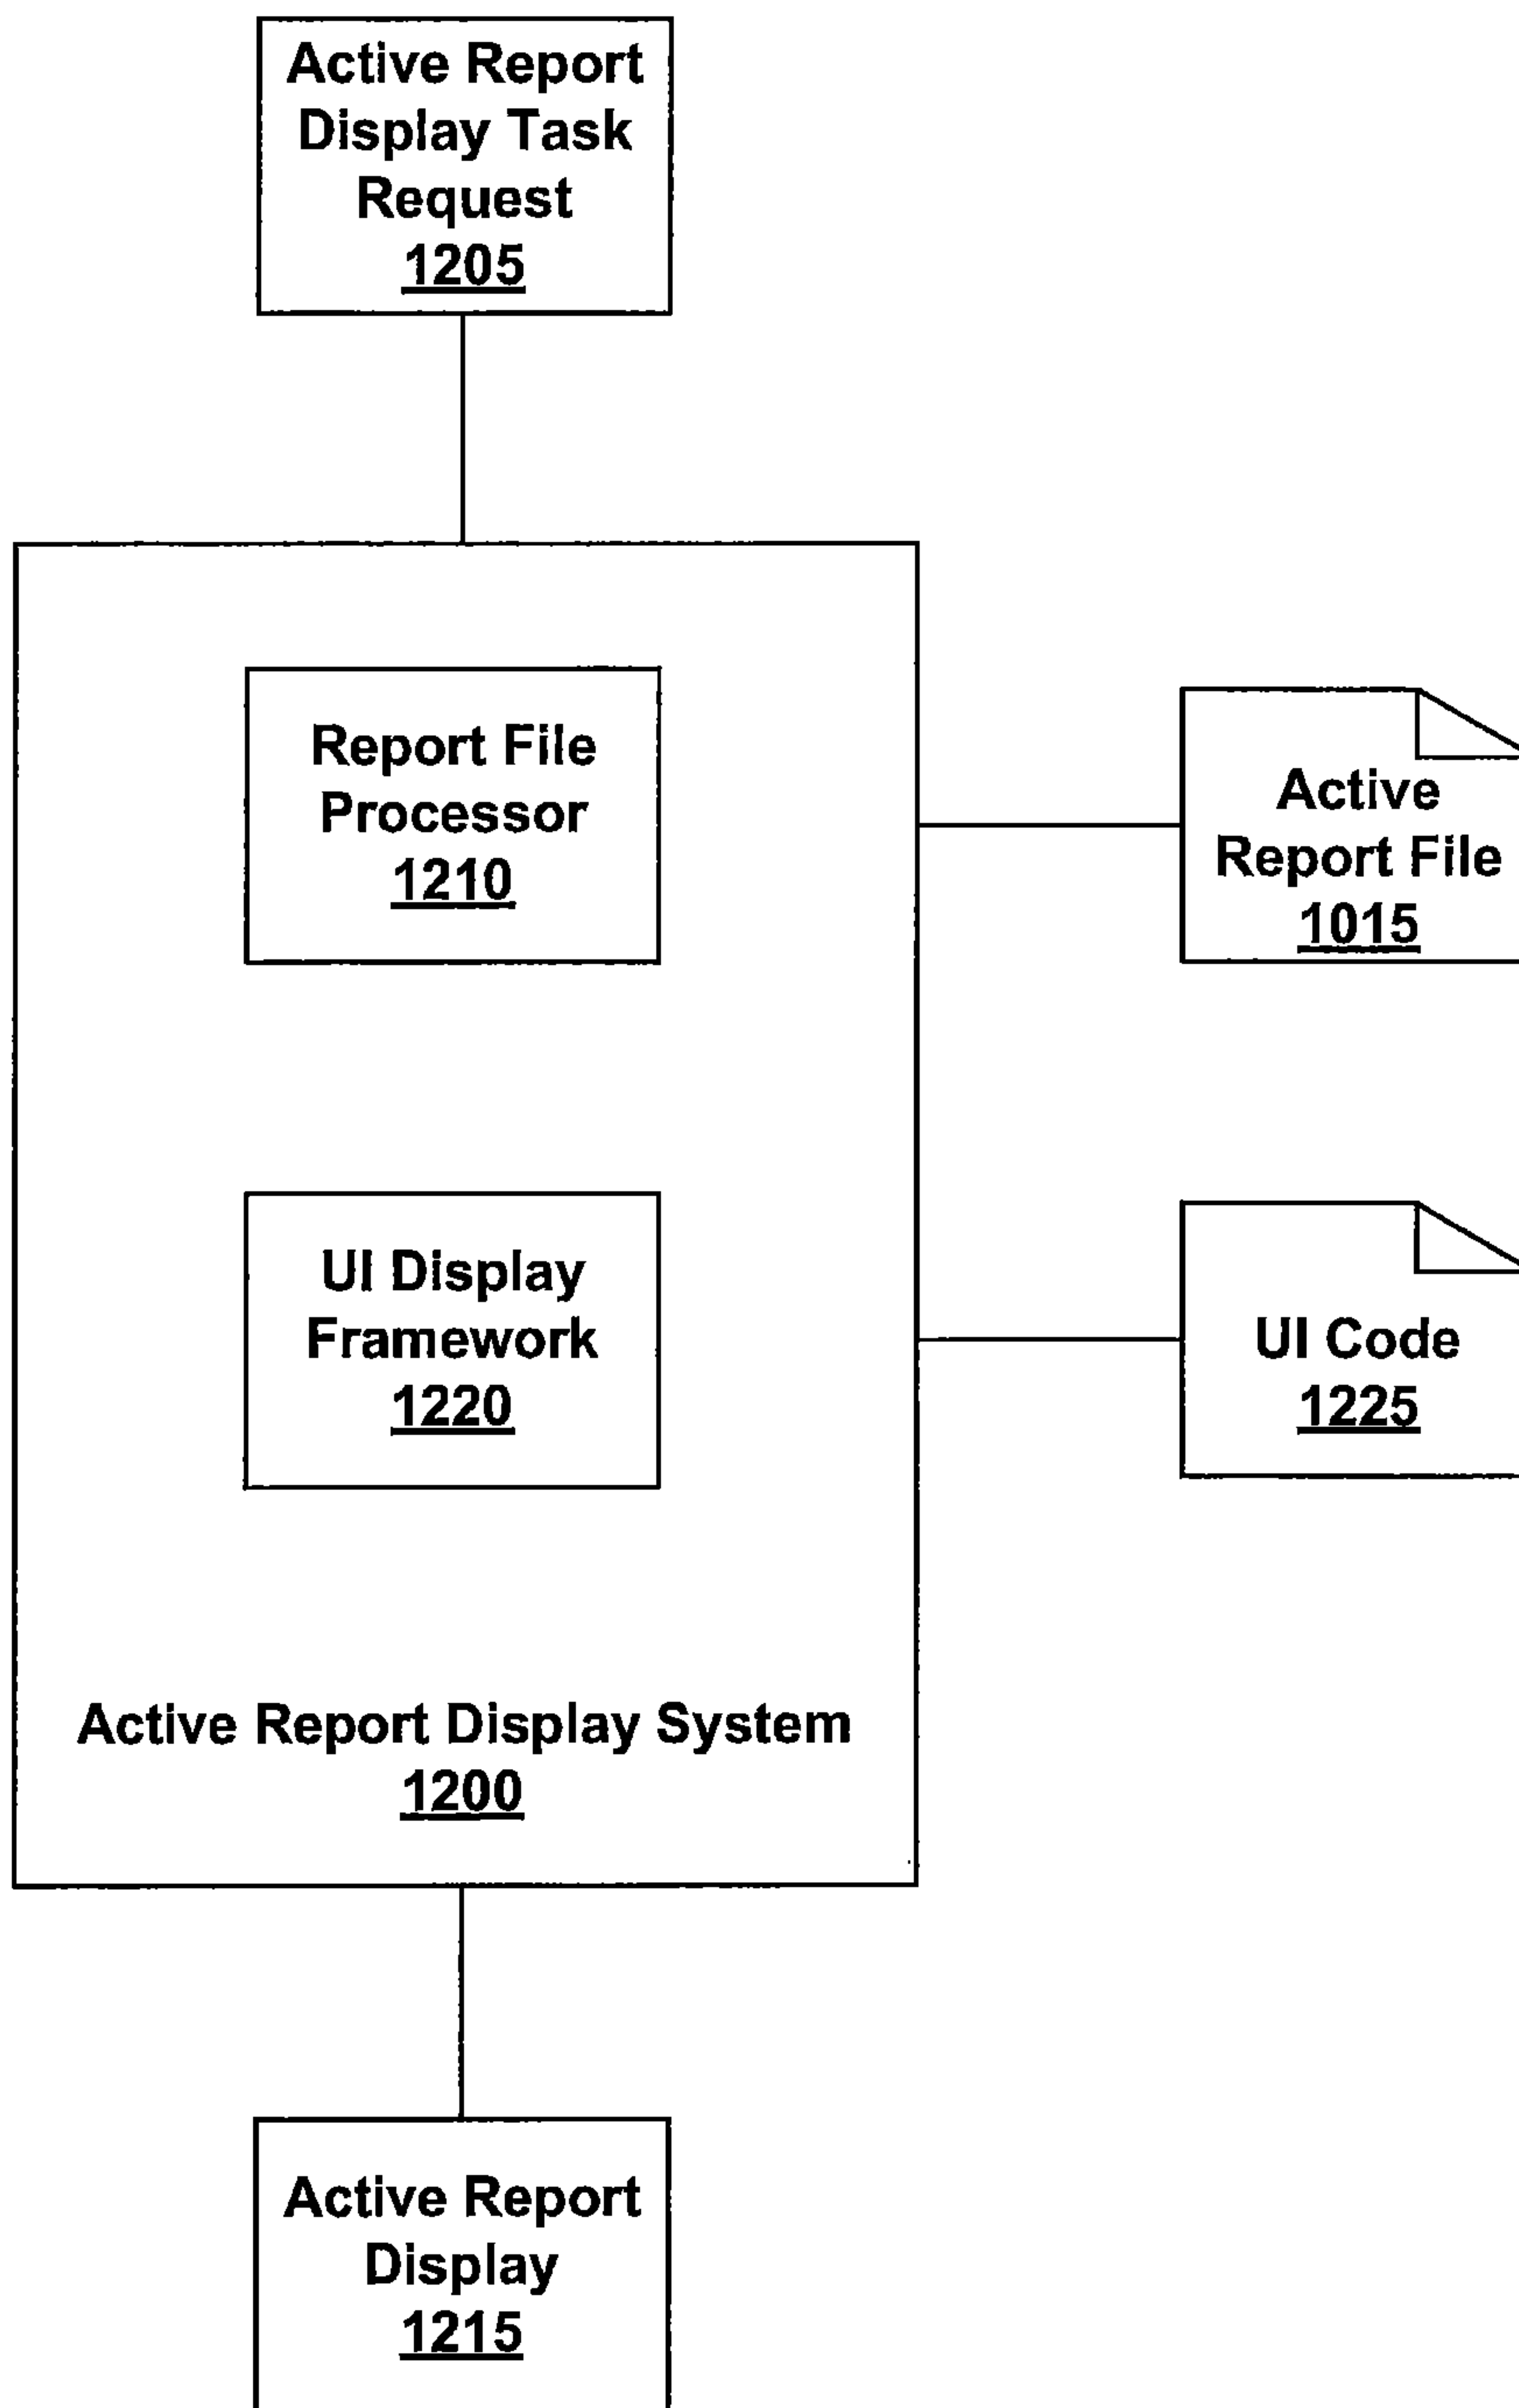 Active Report
Display Task
Request
1205
Report File
Processor
1210
Active
Report File
1015
UI Display
Framework
1220
UI Code
1225
Active Report Display System
1200
Active Report
Display
1215